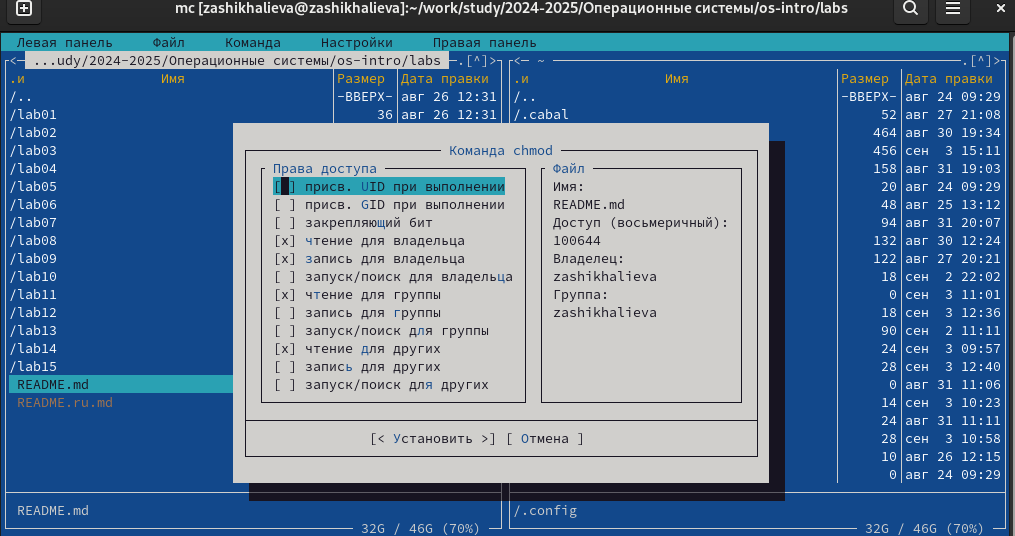 mc [zashikhalieva@zashikhalieva]:~/work/study/2024-2025/Операционные системы/os-intro/labs
Левая панель Файл Команда Настройки Правая панель
<— ...udy/2024-2025/Операционные системы/os-intro/labs —.[^]>
.и Имя Размер Дата правки
/.. -ВВЕРХ- авг 26 12:31
/lab01 36 авг 26 12:31
/lab02
/lab03
/lab04
/lab05
/lab06
/lab07
/lab08
/lab09
/lab10
/lab11
/lab12
/lab13
/lab14
/lab15
README.md
README.ru.md
README.md
32G / 46G (70%)
Команда chmod
Права доступа
[ ] присв. UID при выполнении
[ ] присв. GID при выполнении
[ ] закрепляющий бит
[x] чтение для владельца
[x] запись для владельца
[ ] запуск/поиск для владельца
[x] чтение для группы
[ ] запись для группы
[ ] запуск/поиск для группы
[x] чтение для других
[ ] запись для других
[ ] запуск/поиск для других
Файл
Имя:
README.md
Доступ (восьмеричный):
100644
Владелец:
zashikhalieva
Группа:
zashikhalieva
[< Установить >] [ Отмена ]
<— ~ —.[^]>
.и Имя Размер Дата правки
/.. -ВВЕРХ- авг 24 09:29
/.cabal 52 авг 27 21:08
464 авг 30 19:34
456 сен 3 15:11
158 авг 31 19:03
20 авг 24 09:29
48 авг 25 13:12
94 авг 31 20:07
132 авг 30 12:24
122 авг 27 20:21
18 сен 2 22:02
0 сен 3 11:01
18 сен 3 12:36
90 сен 2 11:11
24 сен 3 09:57
28 сен 3 12:40
0 авг 31 11:06
14 сен 3 10:23
24 авг 31 11:11
28 сен 3 10:58
10 авг 26 12:15
0 авг 24 09:29
/.config
32G / 46G (70%)